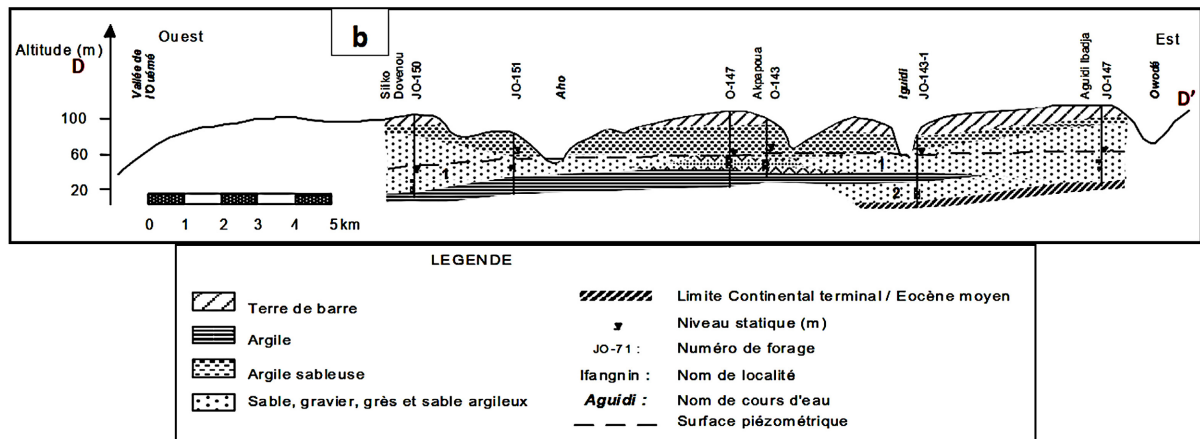 Ouest
b
Est
Altitude (m)
D
Vallée de l'Ouémé
Siliko Dovenou
JO-150
JO-151
Aho
O-147
Akpapoua
O-143
Iguidi
JO-143-1
Aguidi Ibadja
JO-147
Owodé
D'
100
60
20
1
1
2
0 1 2 3 4 5 km
LEGENDE
Terre de barre
Argile
Argile sableuse
Sable, gravier, grès et sable argileux
Limite Continental terminal / Eocène moyen
Niveau statique (m)
JO-71 : Numéro de forage
Ifangnin : Nom de localité
Aguidi : Nom de cours d'eau
Surface piézométrique